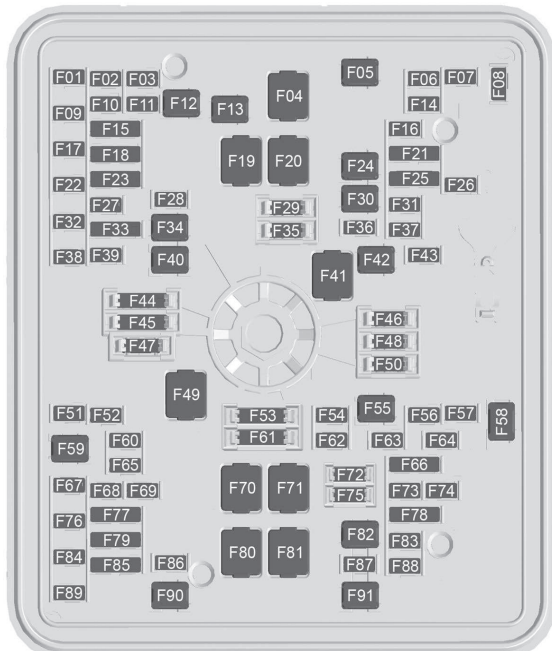 F01 F02 F03 F04 F05 F06 F07 F08
F09 F10 F11 F12 F13 F14
F15 F16
F17 F18 F19 F20 F21
F22 F23 F24 F25 F26
F27 F28 F29 F30 F31
F32 F33 F34 F35 F36 F37
F38 F39 F40 F41 F42 F43
F44
F45 F46
F47 F48
F49 F50
F51 F52 F53 F54 F55 F56 F57 F58
F59 F60 F61 F62 F63 F64
F65 F66
F67 F68 F69 F70 F71 F72 F73 F74
F75
F76 F77 F78
F79 F80 F81 F82 F83
F84 F85 F86 F87 F88
F89 F90 F91